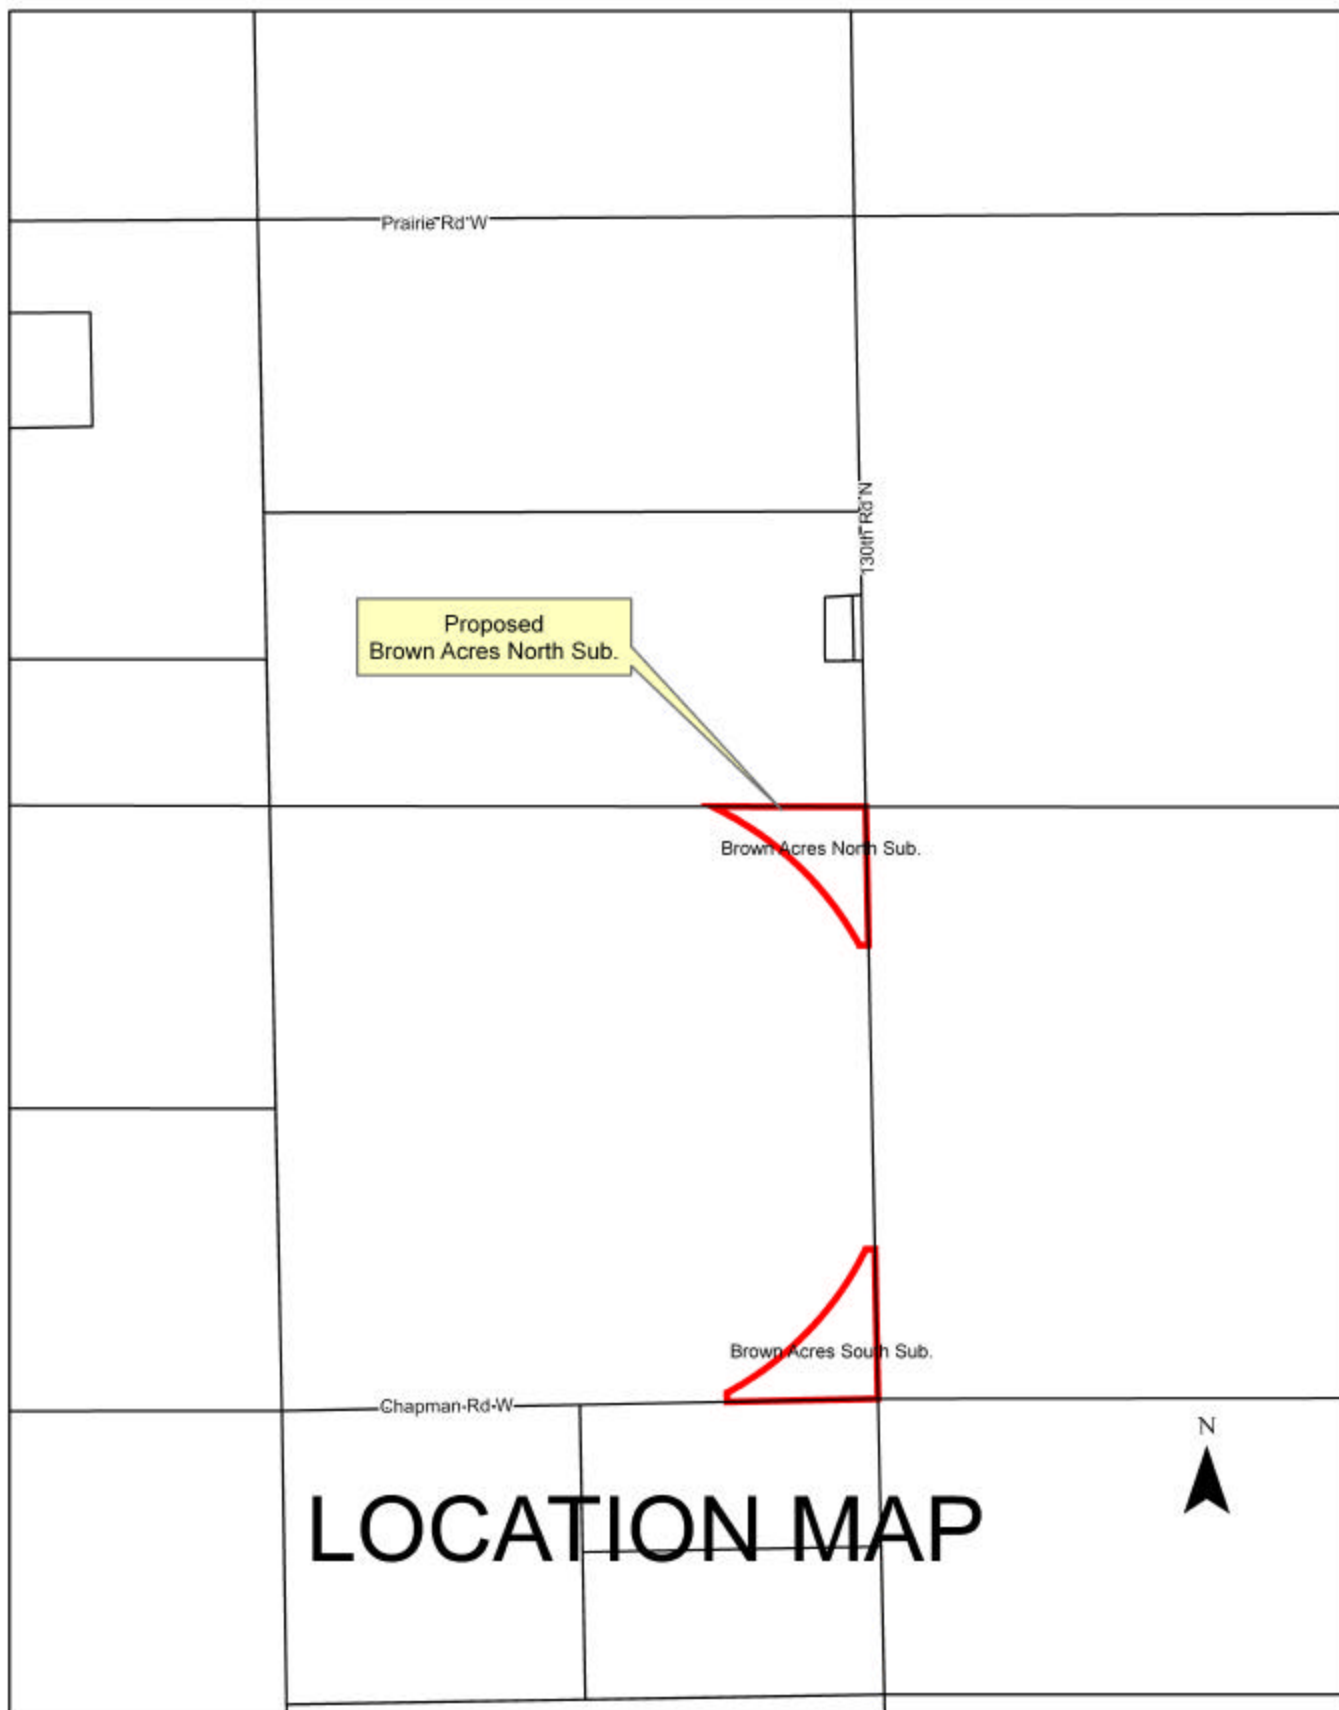 Prairie Rd W
130th Rd N
Proposed
Brown Acres North Sub.
Brown Acres North Sub.
Brown Acres South Sub.
Chapman Rd W
N
LOCATION MAP